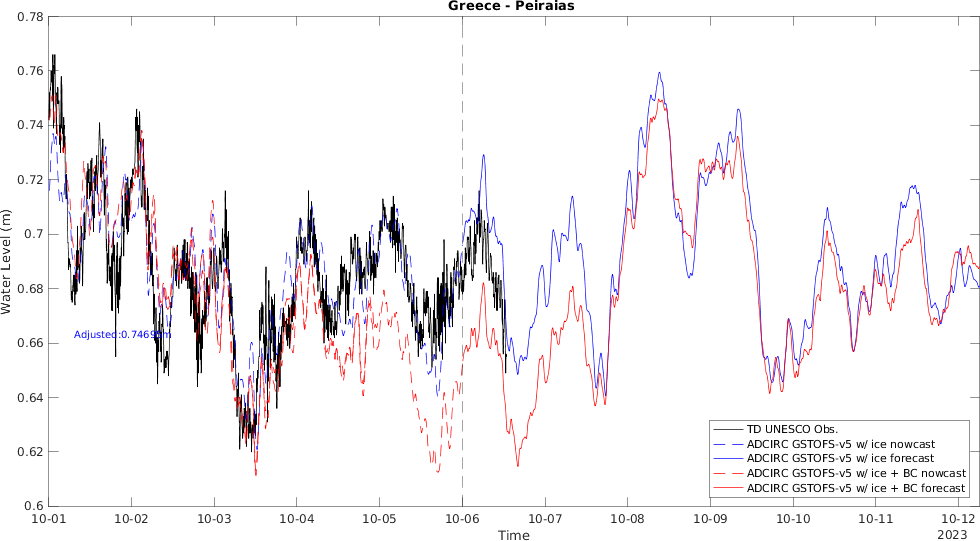 Greece - Peiraias
0.78
0.76
0.74
0.72
0.7
0.68
0.66
0.64
0.62
0.6
Water Level (m)
TD UNESCO Obs.
ADCIRC GSTOFS-v5 w/ ice nowcast
ADCIRC GSTOFS-v5 w/ ice forecast
ADCIRC GSTOFS-v5 w/ ice + BC nowcast
ADCIRC GSTOFS-v5 w/ ice + BC forecast
10-01 10-02 10-03 10-04 10-05 10-06 10-07 10-08 10-09 10-10 10-11 10-12
Time
2023